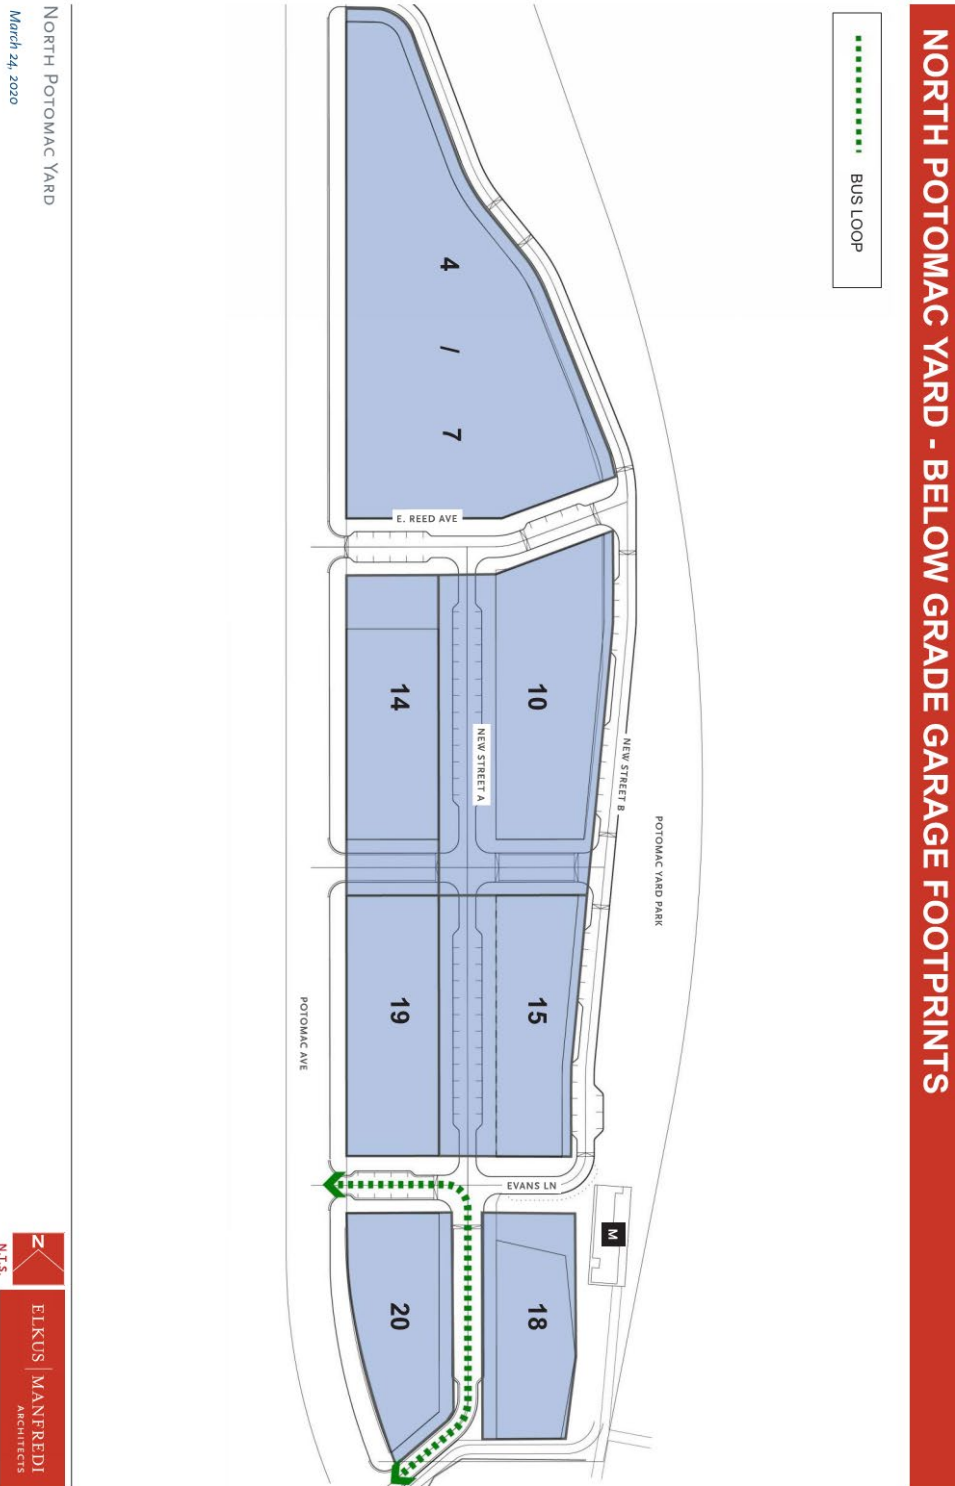 NORTH POTOMAC YARD - BELOW GRADE GARAGE FOOTPRINTS
BUS LOOP
4 / 7
E. REED AVE
10
14
NEW STREET A
NEW STREET B
POTOMAC YARD PARK
15
19
POTOMAC AVE
EVANS LN
M
18
20
NORTH POTOMAC YARD
March 24, 2020
N
N.T.S.
ELKUS | MANFREDI
ARCHITECTS